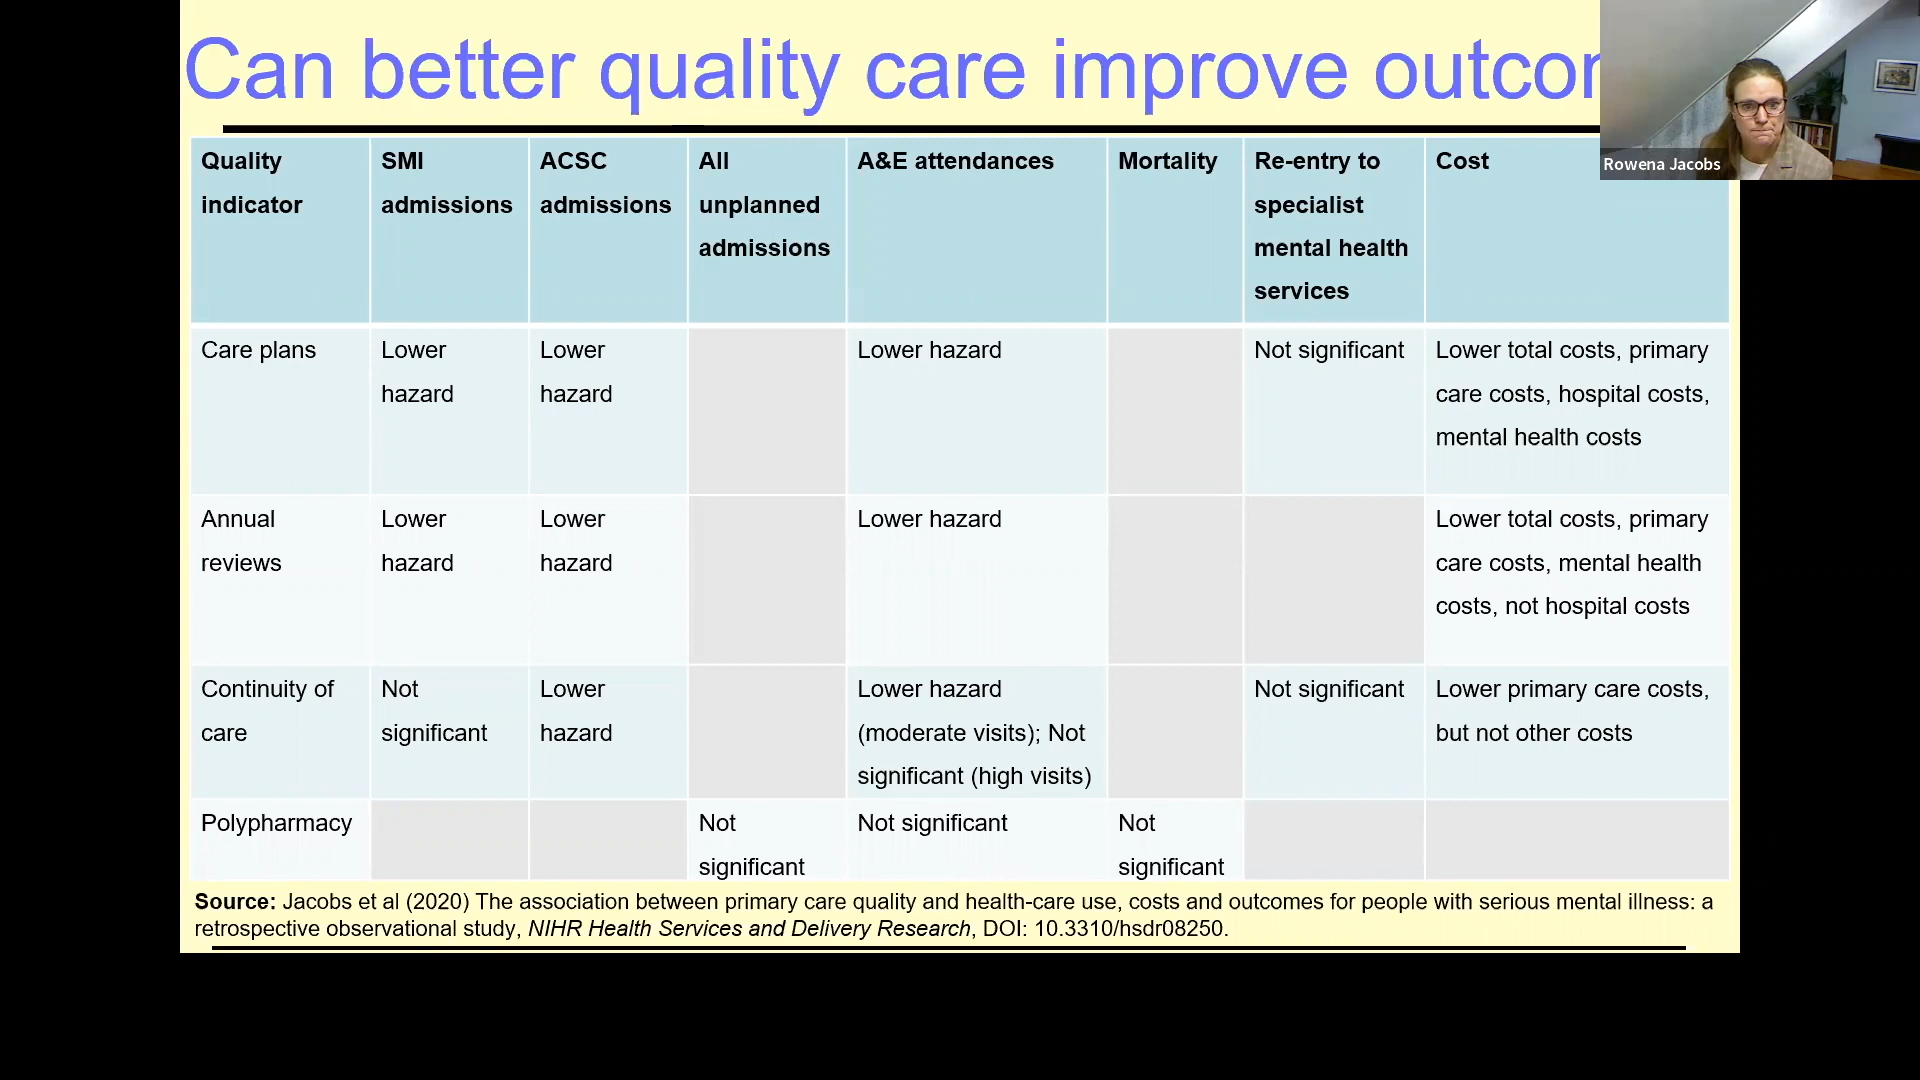 Can better quality care improve outcom
Rowena Jacobs
Quality indicator
SMI admissions
ACSC admissions
All unplanned admissions
A&E attendances
Mortality
Re-entry to specialist mental health services
Cost
Care plans
Lower hazard
Lower hazard
Lower hazard
Not significant
Lower total costs, primary care costs, hospital costs, mental health costs
Annual reviews
Lower hazard
Lower hazard
Lower hazard
Lower total costs, primary care costs, mental health costs, not hospital costs
Continuity of care
Not significant
Lower hazard
Lower hazard (moderate visits); Not significant (high visits)
Not significant
Lower primary care costs, but not other costs
Polypharmacy
Not significant
Not significant
Not significant
Source: Jacobs et al (2020) The association between primary care quality and health-care use, costs and outcomes for people with serious mental illness: a
retrospective observational study, NIHR Health Services and Delivery Research, DOI: 10.3310/hsdr08250.